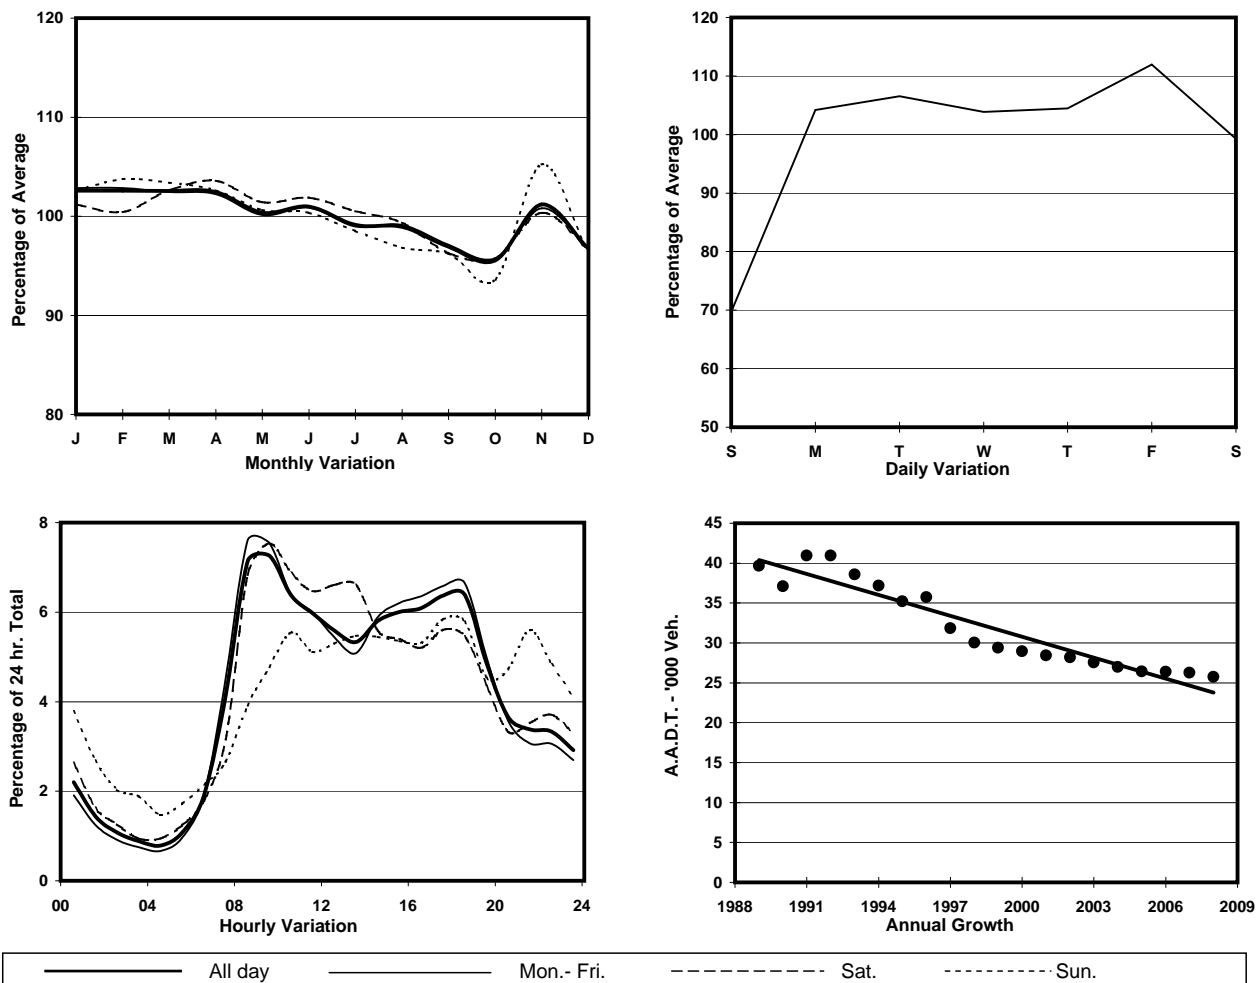 120
110
100
90
80
Percentage of Average
J F M A M J J A S O N D
Monthly Variation
120
110
100
90
80
70
60
50
Percentage of Average
S M T W T F S
Daily Variation
8
6
4
2
0
Percentage of 24 hr. Total
00 04 08 12 16 20 24
Hourly Variation
45
40
35
30
25
20
15
10
5
0
A.A.D.T. - '000 Veh.
1988 1991 1994 1997 2000 2003 2006 2009
Annual Growth
All day Mon.- Fri. Sat. Sun.